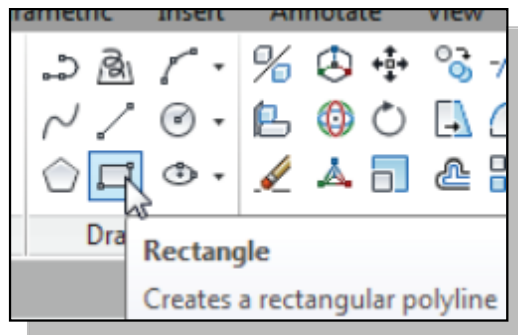 Insert Annotate View
Dra
Rectangle
Creates a rectangular polyline